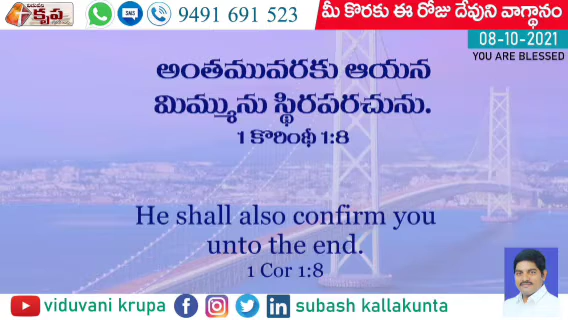 కృప
9491 691 523
మీ కొరకు ఈ రోజు దేవుని వాగ్ధానం
08-10-2021
YOU ARE BLESSED
అంతమువరకు ఆయన
మిమ్మును స్థిరపరచును.
1 కొరింథీ 1:8
He shall also confirm you
unto the end.
1 Cor 1:8
viduvani krupa
subash kallakunta